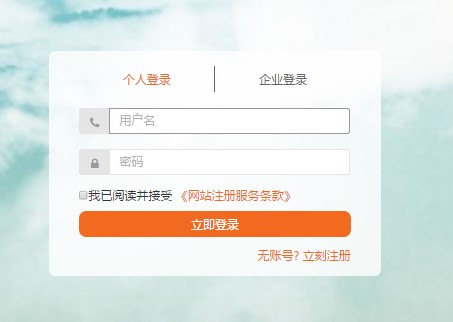 个人登录 企业登录
用户名
密码
我已阅读并接受 《网站注册服务条款》
立即登录
无账号? 立刻注册